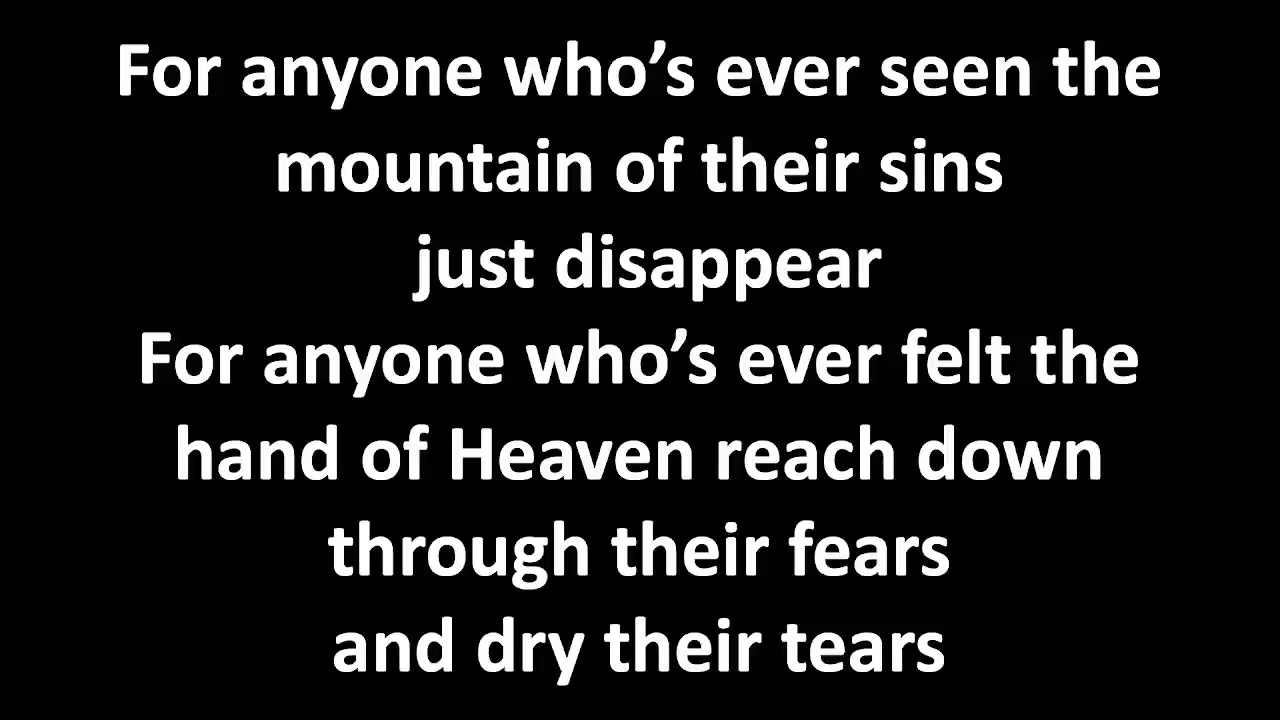 For anyone who’s ever seen the
mountain of their sins
just disappear
For anyone who’s ever felt the
hand of Heaven reach down
through their fears
and dry their tears